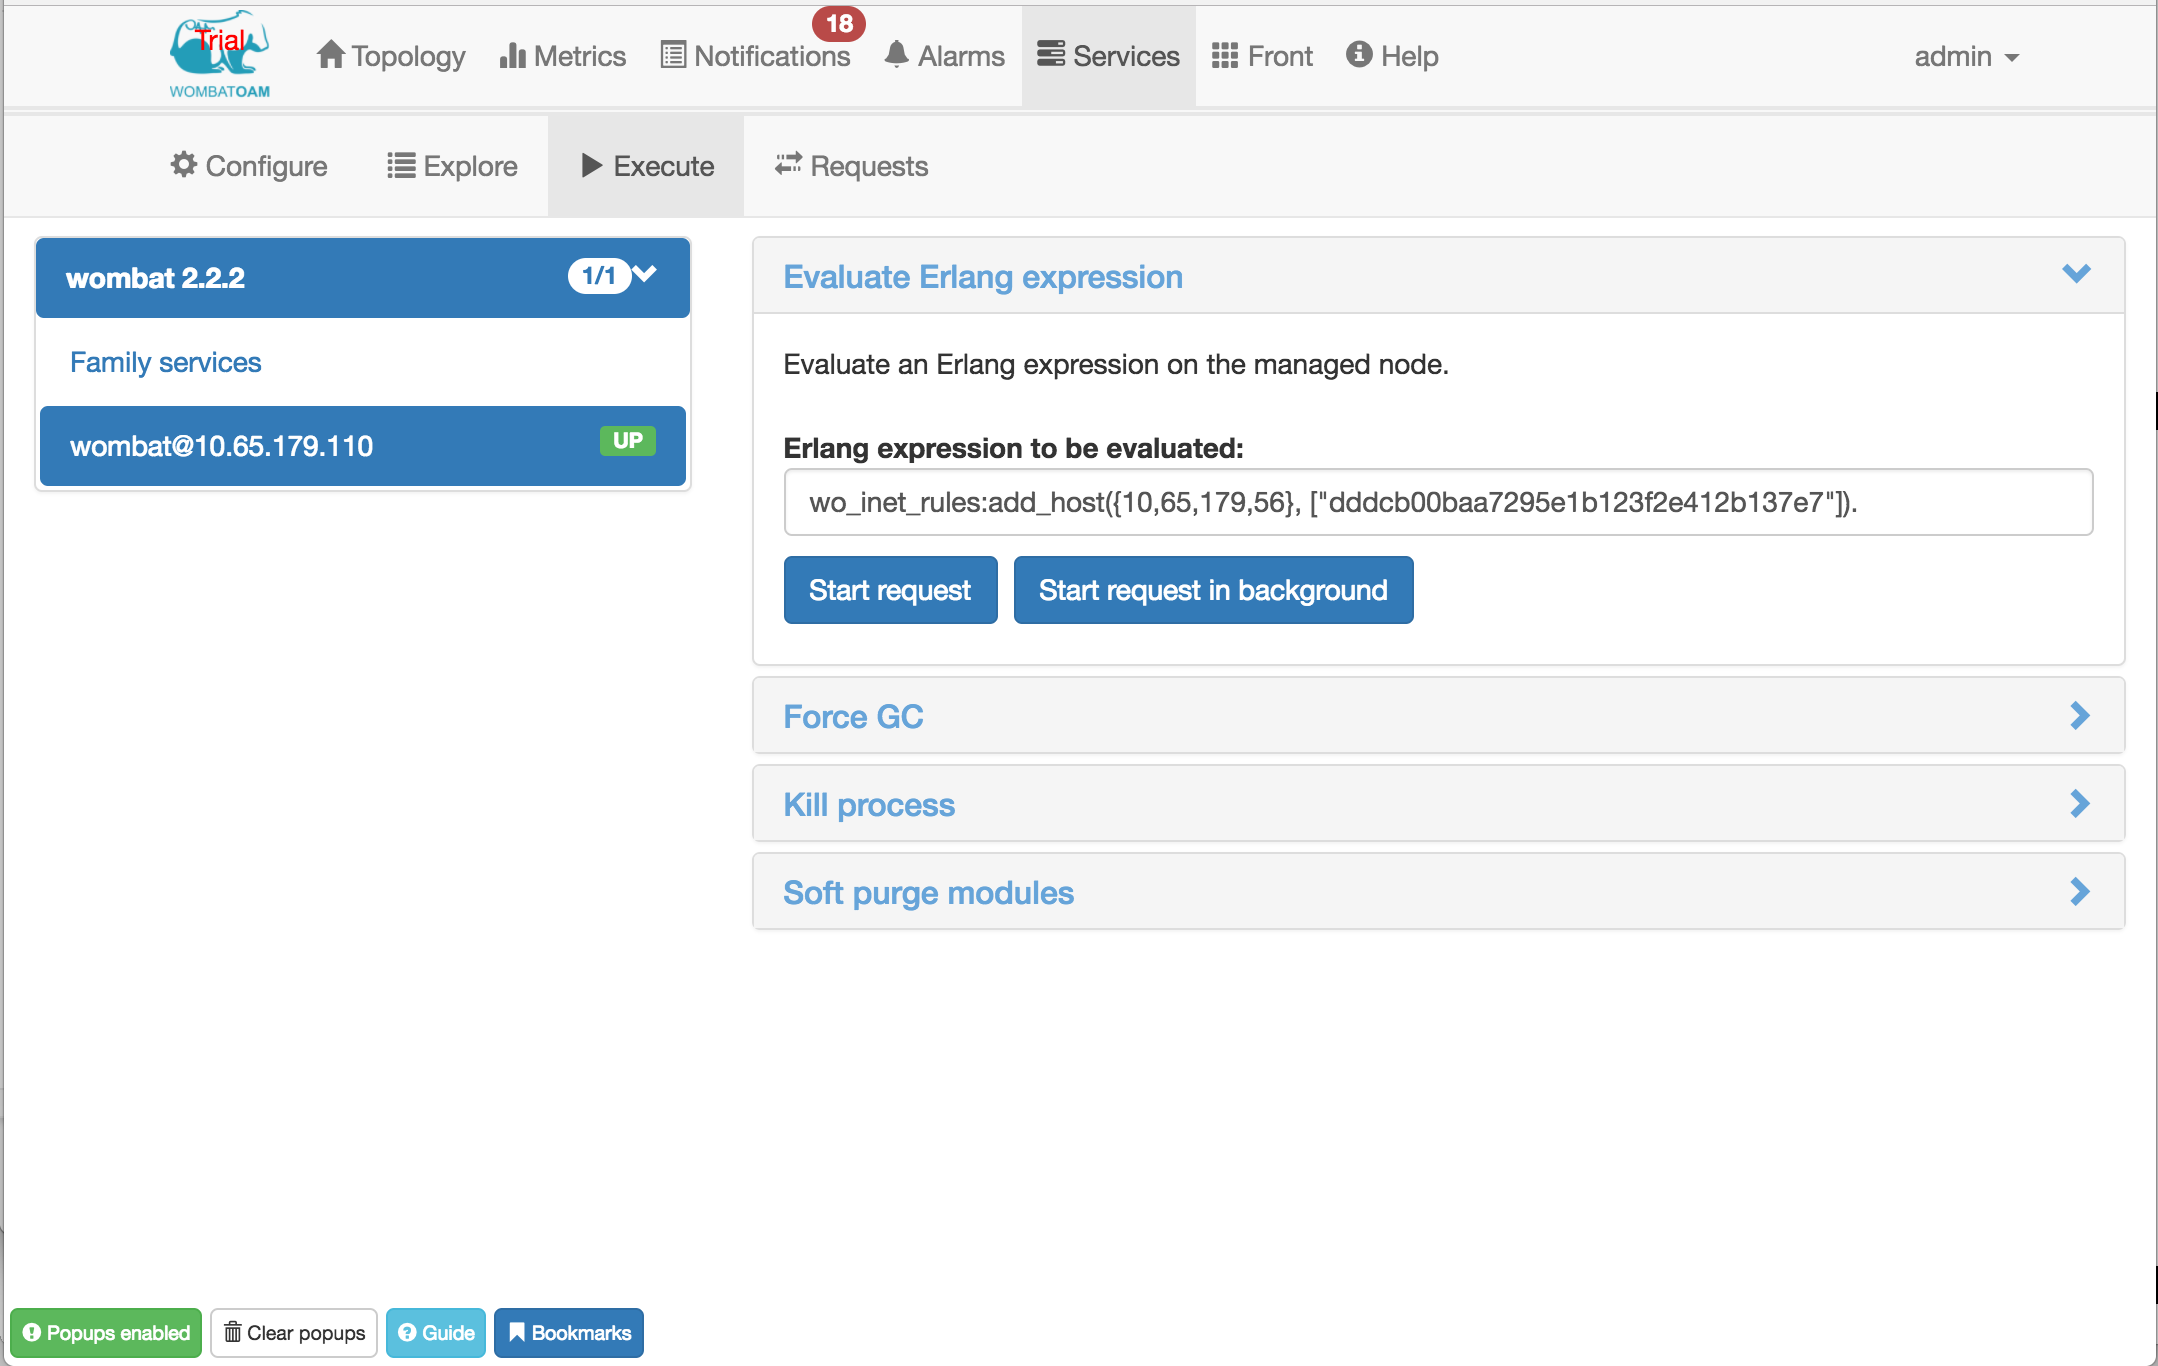 Trial
WOMBATOAM
Topology
Metrics
Notifications
18
Alarms
Services
Front
Help
admin
Configure
Explore
Execute
Requests
wombat 2.2.2
1/1
Family services
wombat@10.65.179.110
UP
Evaluate Erlang expression
Evaluate an Erlang expression on the managed node.
Erlang expression to be evaluated:
wo_inet_rules:add_host({10,65,179,56}, ["dddcb00baa7295e1b123f2e412b137e7"]).
Start request
Start request in background
Force GC
Kill process
Soft purge modules
Popups enabled
Clear popups
Guide
Bookmarks